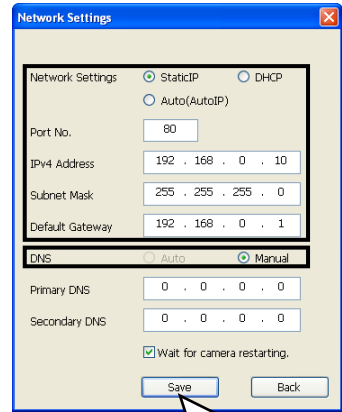 Network Settings
Network Settings StaticIP DHCP
Auto(AutoIP)
Port No. 80
IPv4 Address 192 . 168 . 0 . 10
Subnet Mask 255 . 255 . 255 . 0
Default Gateway 192 . 168 . 0 . 1
DNS Auto Manual
Primary DNS 0 . 0 . 0 . 0
Secondary DNS 0 . 0 . 0 . 0
Wait for camera restarting.
Save Back